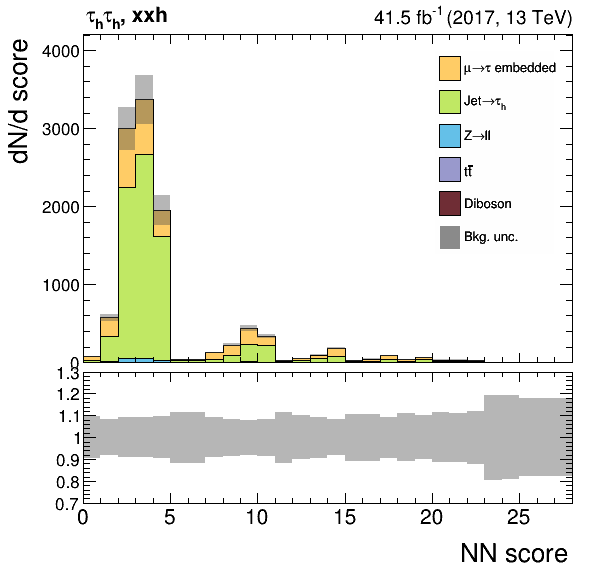 τhτh, xxh
41.5 fb-1 (2017, 13 TeV)
dN/d score
4000
3000
2000
1000
0
μ→τ embedded
Jet→τh
Z→ll
tt̄
Diboson
Bkg. unc.
1.3
1.2
1.1
1
0.9
0.8
0.7
0 5 10 15 20 25
NN score